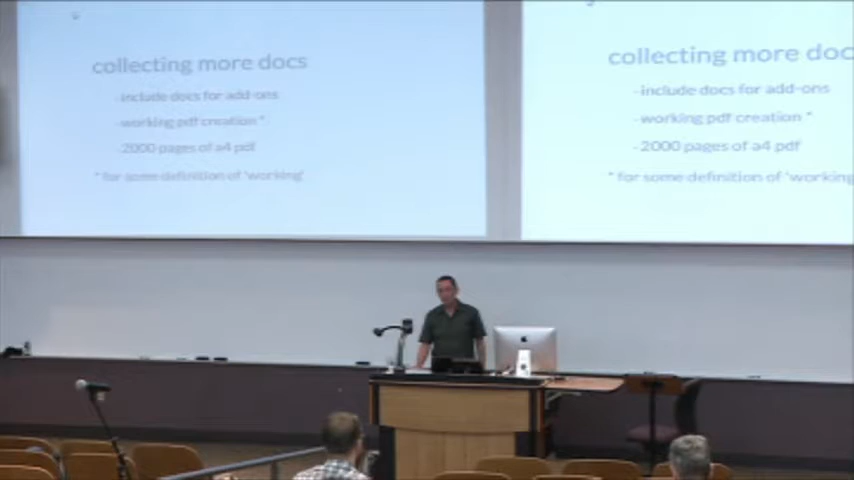 collecting more docs
- include docs for add-ons
- working pdf creation *
- 2000 pages of a4 pdf
* for some definition of 'working'
collecting more doc
- include docs for add-ons
- working pdf creation *
- 2000 pages of a4 pdf
* for some definition of 'working